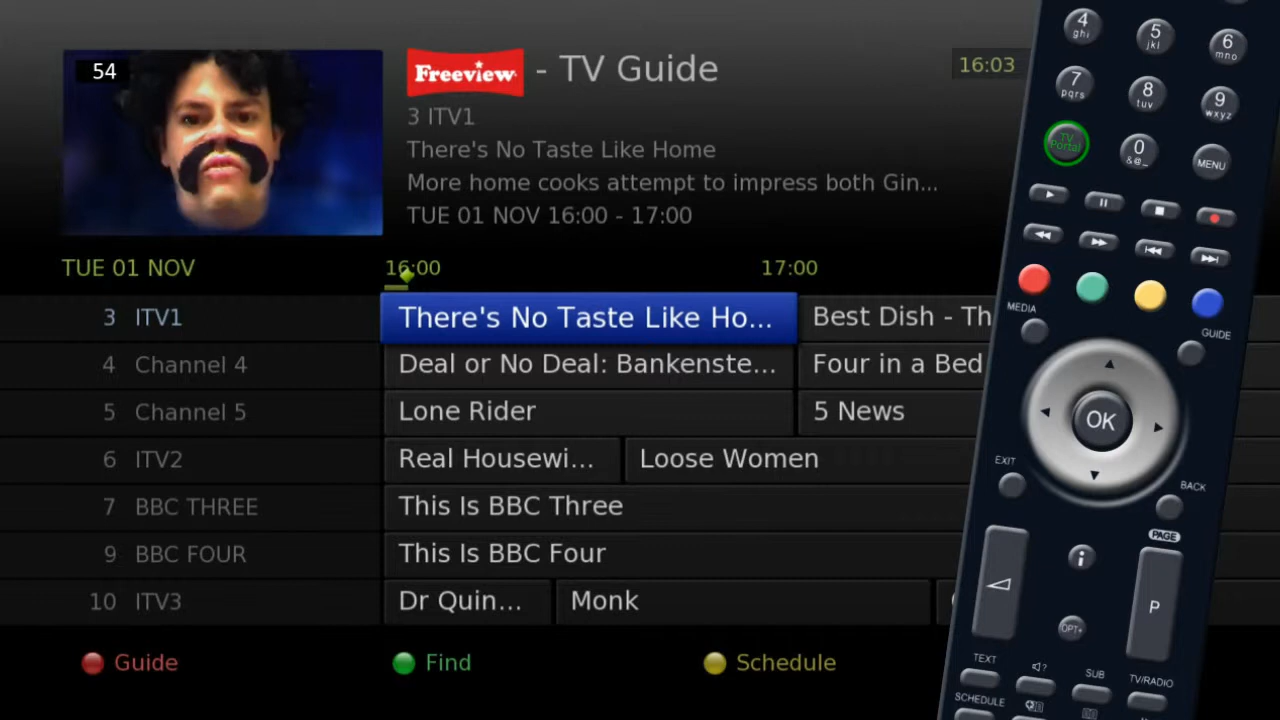 54
Freeview - TV Guide
16:03
3 ITV1
There's No Taste Like Home
More home cooks attempt to impress both Gin...
TUE 01 NOV 16:00 - 17:00
TUE 01 NOV
16:00
17:00
3 ITV1 There's No Taste Like Ho... Best Dish - Th
4 Channel 4 Deal or No Deal: Bankenste... Four in a Bed
5 Channel 5 Lone Rider 5 News
6 ITV2 Real Housewi... Loose Women
7 BBC THREE This Is BBC Three
9 BBC FOUR This Is BBC Four
10 ITV3 Dr Quin... Monk
Guide
Find
Schedule
4 ghi
5 jkl
6 mno
7 pqrs
8 tuv
9 wxyz
TV Portal
0 &@_
MENU
MEDIA
GUIDE
OK
EXIT
BACK
PAGE
i
P
OPT+
TEXT
?
SUB
TV/RADIO
SCHEDULE